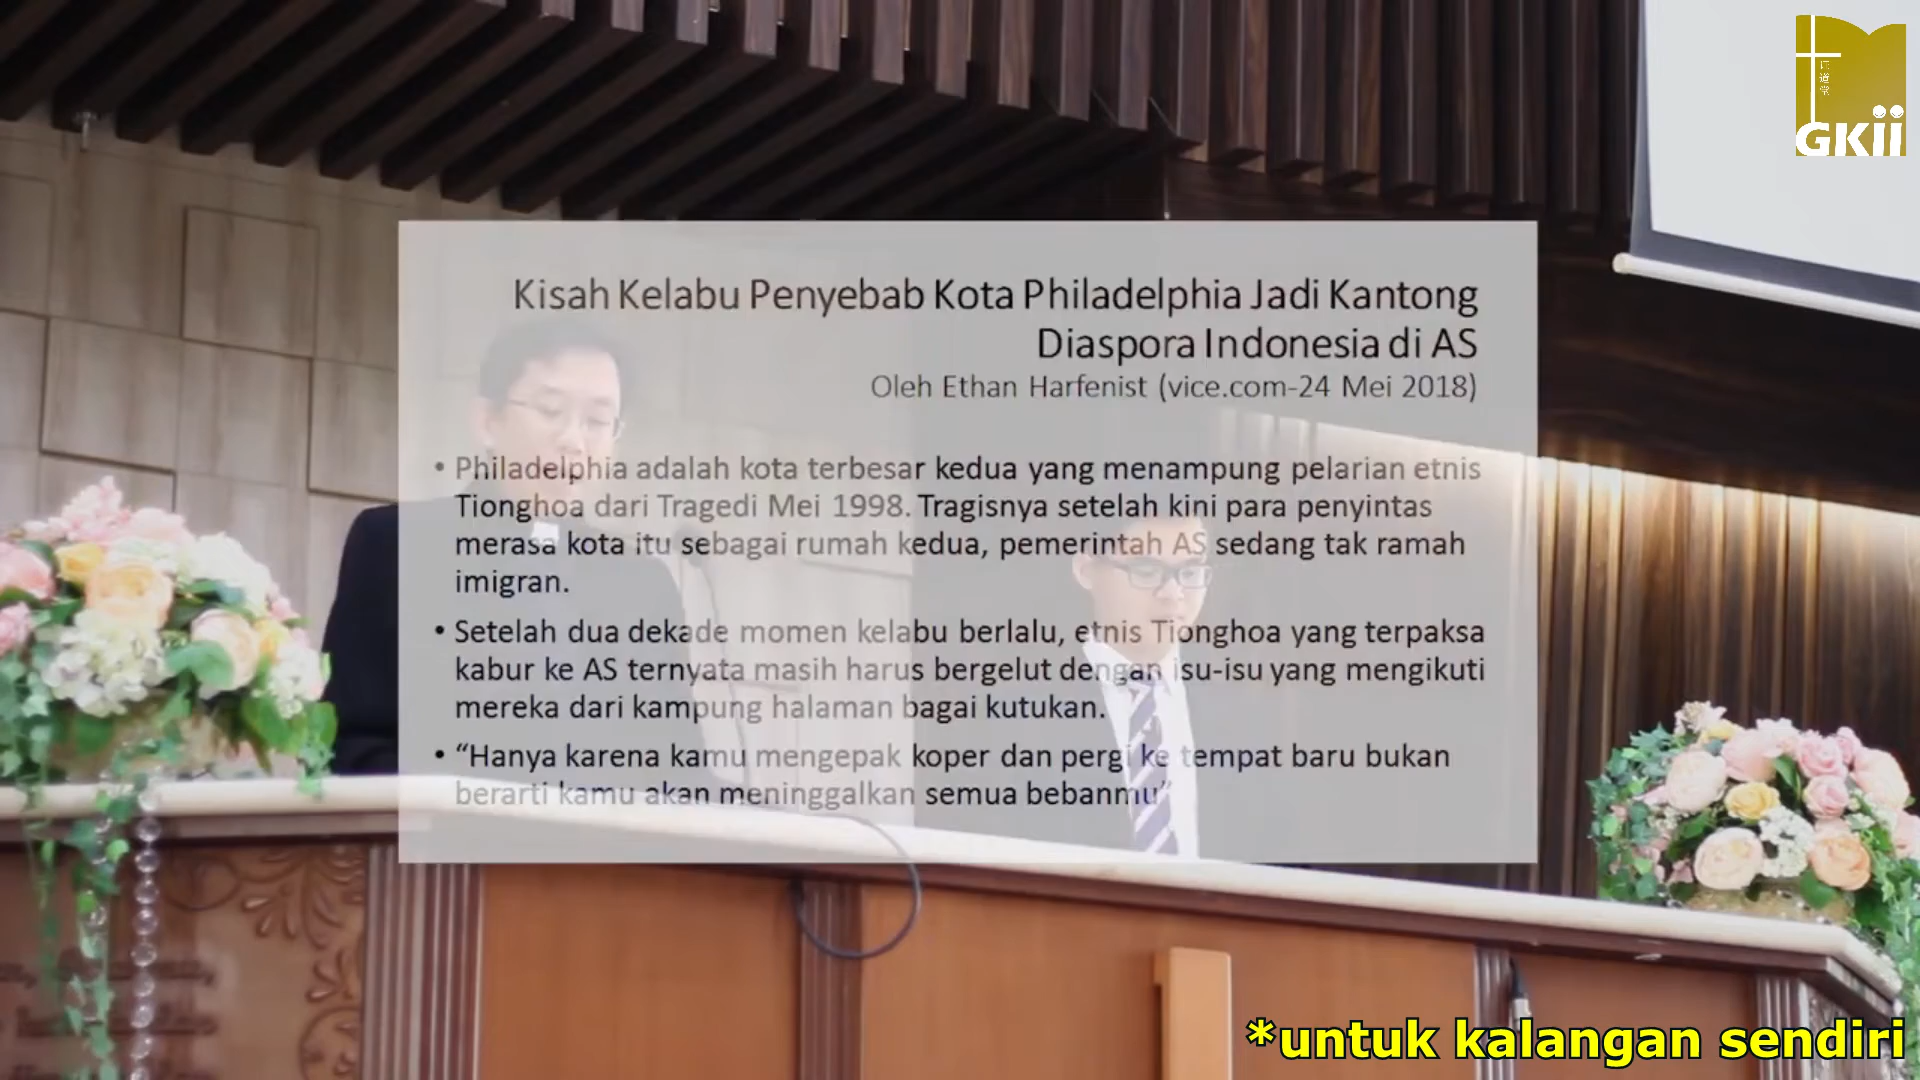 GKii
Kisah Kelabu Penyebab Kota Philadelphia Jadi Kantong
Diaspora Indonesia di AS
Oleh Ethan Harfenist (vice.com-24 Mei 2018)
• Philadelphia adalah kota terbesar kedua yang menampung pelarian etnis
Tionghoa dari Tragedi Mei 1998. Tragisnya setelah kini para penyintas
merasa kota itu sebagai rumah kedua, pemerintah AS sedang tak ramah
imigran.
• Setelah dua dekade momen kelabu berlalu, etnis Tionghoa yang terpaksa
kabur ke AS ternyata masih harus bergelut dengan isu-isu yang mengikuti
mereka dari kampung halaman bagai kutukan.
• “Hanya karena kamu mengepak koper dan pergi ke tempat baru bukan
berarti kamu akan meninggalkan semua bebanmu”
*untuk kalangan sendiri